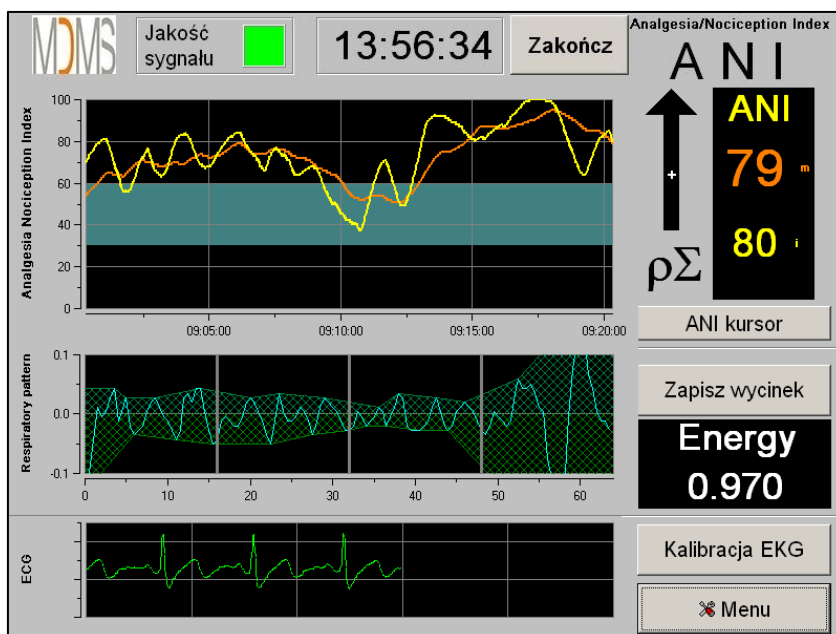 MDMS
Jakość
sygnału
13:56:34
Zakończ
Analgesia/Nociception Index
A N I
Analgesia Nociception Index
100
80
60
40
20
0
09:05:00
09:10:00
09:15:00
09:20:00
+
ρΣ
ANI
79 m
80 i
ANI kursor
Respiratory pattern
0.1
0.0
-0.1
0
10
20
30
40
50
60
Zapisz wycinek
Energy
0.970
ECG
Kalibracja EKG
Menu